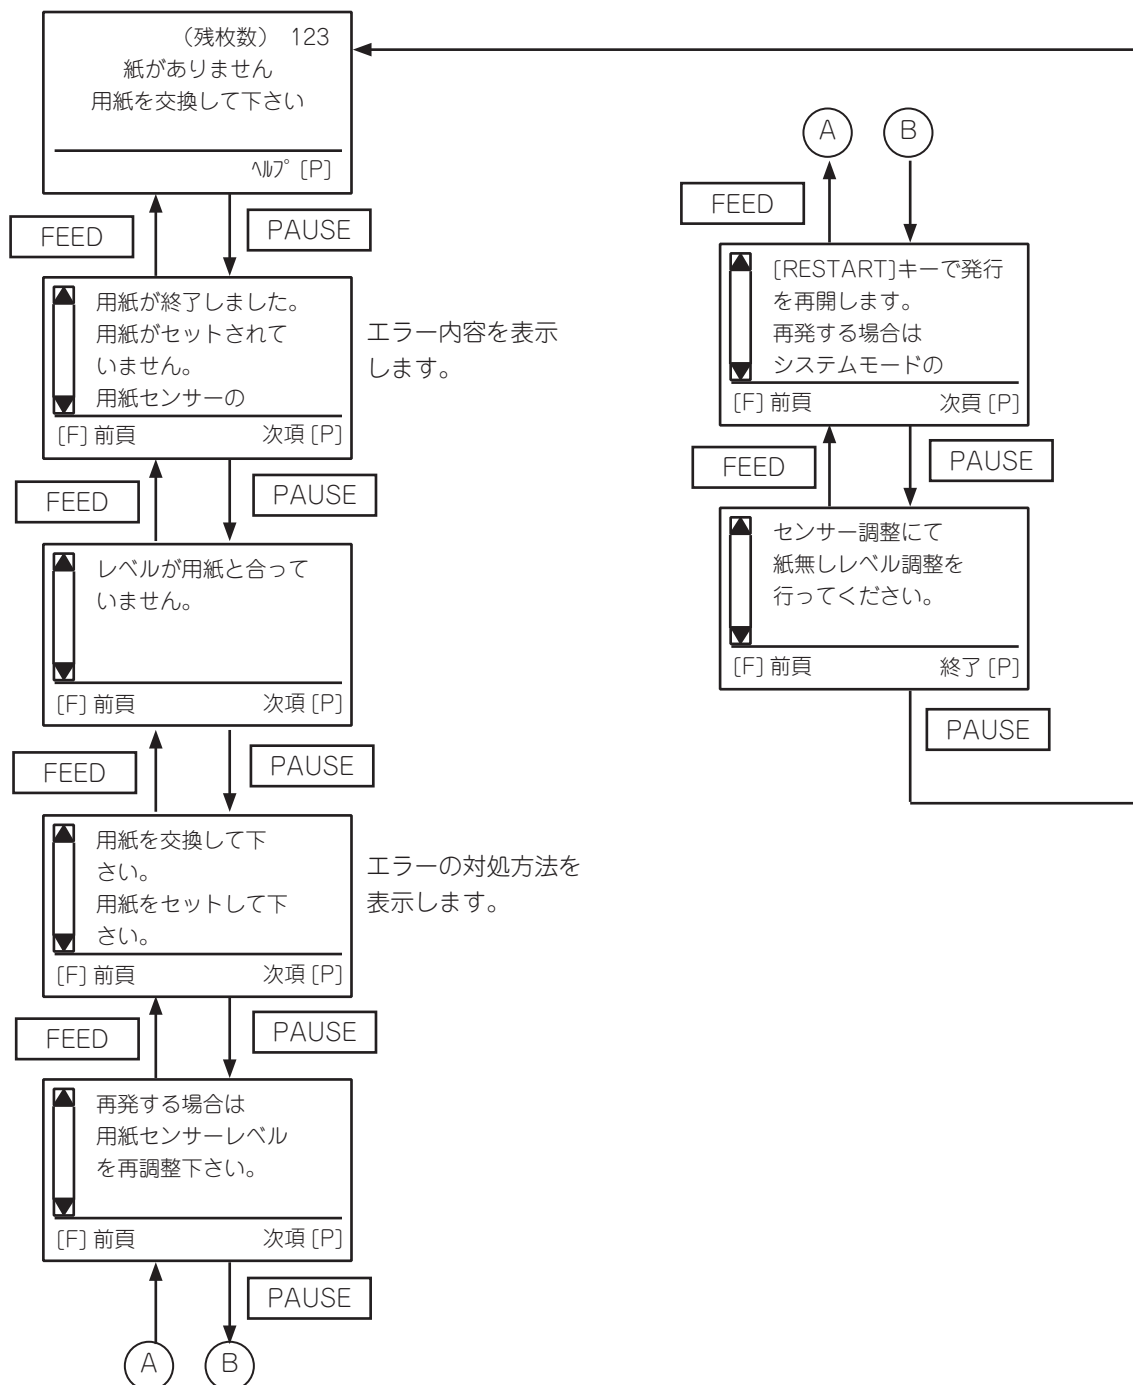 （残枚数） 123
紙がありません
用紙を交換して下さい
ﾍﾙﾌﾟ [P]
FEED
PAUSE
用紙が終了しました。
用紙がセットされて
いません。
用紙センサーの
[F] 前頁 次項 [P]
エラー内容を表示
します。
FEED
PAUSE
レベルが用紙と合って
いません。
[F] 前頁 次項 [P]
FEED
PAUSE
用紙を交換して下
さい。
用紙をセットして下
さい。
[F] 前頁 次項 [P]
エラーの対処方法を
表示します。
FEED
PAUSE
再発する場合は
用紙センサーレベル
を再調整下さい。
[F] 前頁 次項 [P]
PAUSE
A B
A B
FEED
[RESTART]キーで発行
を再開します。
再発する場合は
システムモードの
[F] 前頁 次頁 [P]
FEED
PAUSE
センサー調整にて
紙無しレベル調整を
行ってください。
[F] 前頁 終了 [P]
PAUSE